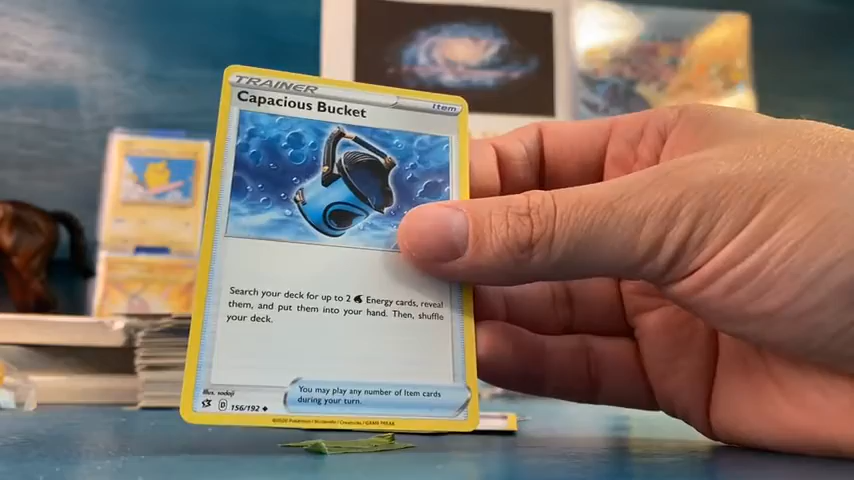 TRAINER
Item
Capacious Bucket
Search your deck for up to 2 Energy cards, reveal
them, and put them into your hand. Then, shuffle
your deck.
You may play any number of Item cards
during your turn.
Illus. sadaji
D 156/192
©2020 Pokémon / Nintendo / Creatures / GAME FREAK